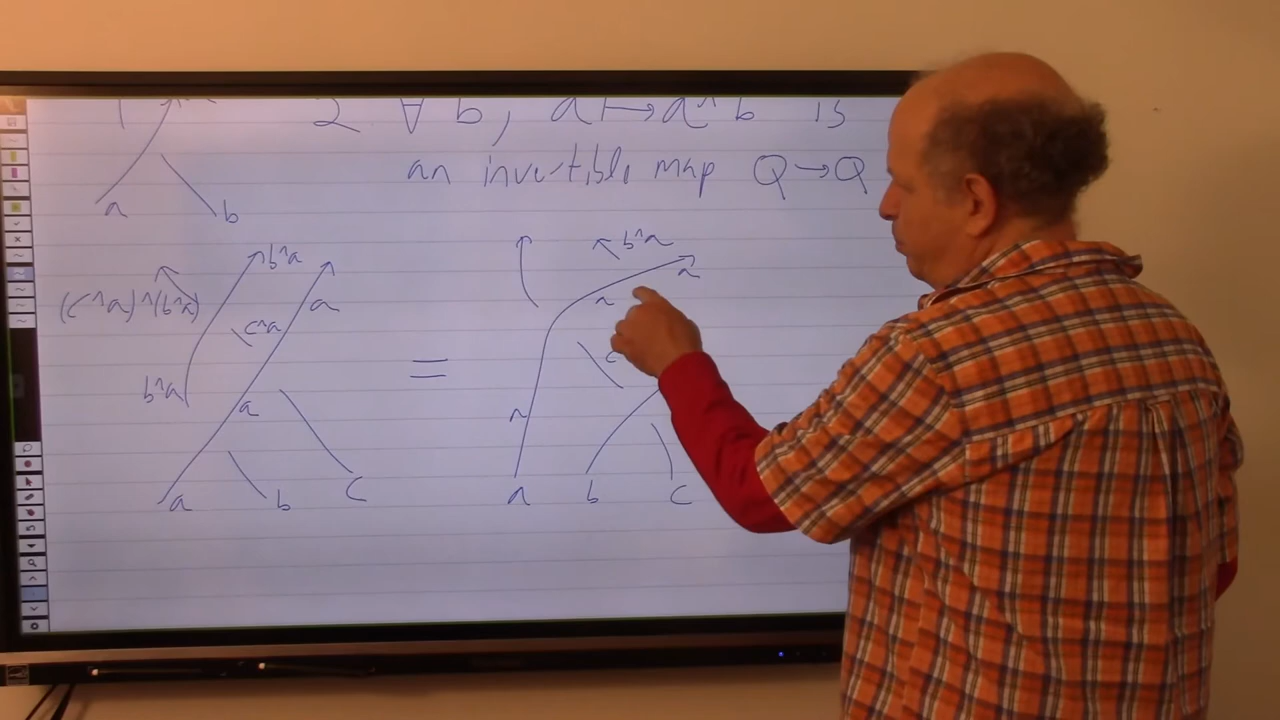 2 ∀ b, a ↦ a^b is
an invertible map Q → Q
a b
b^a
(c^a)^(b^a) c^a a
b^a a
a b c
=
b^a
a
a
c
a
a b c